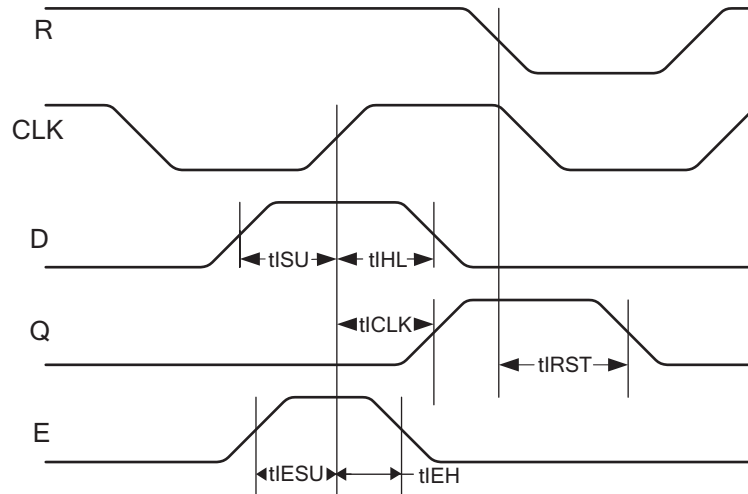 R
CLK
D
tISU
tIHL
Q
tICLK
tIRST
E
tIESU
tIEH